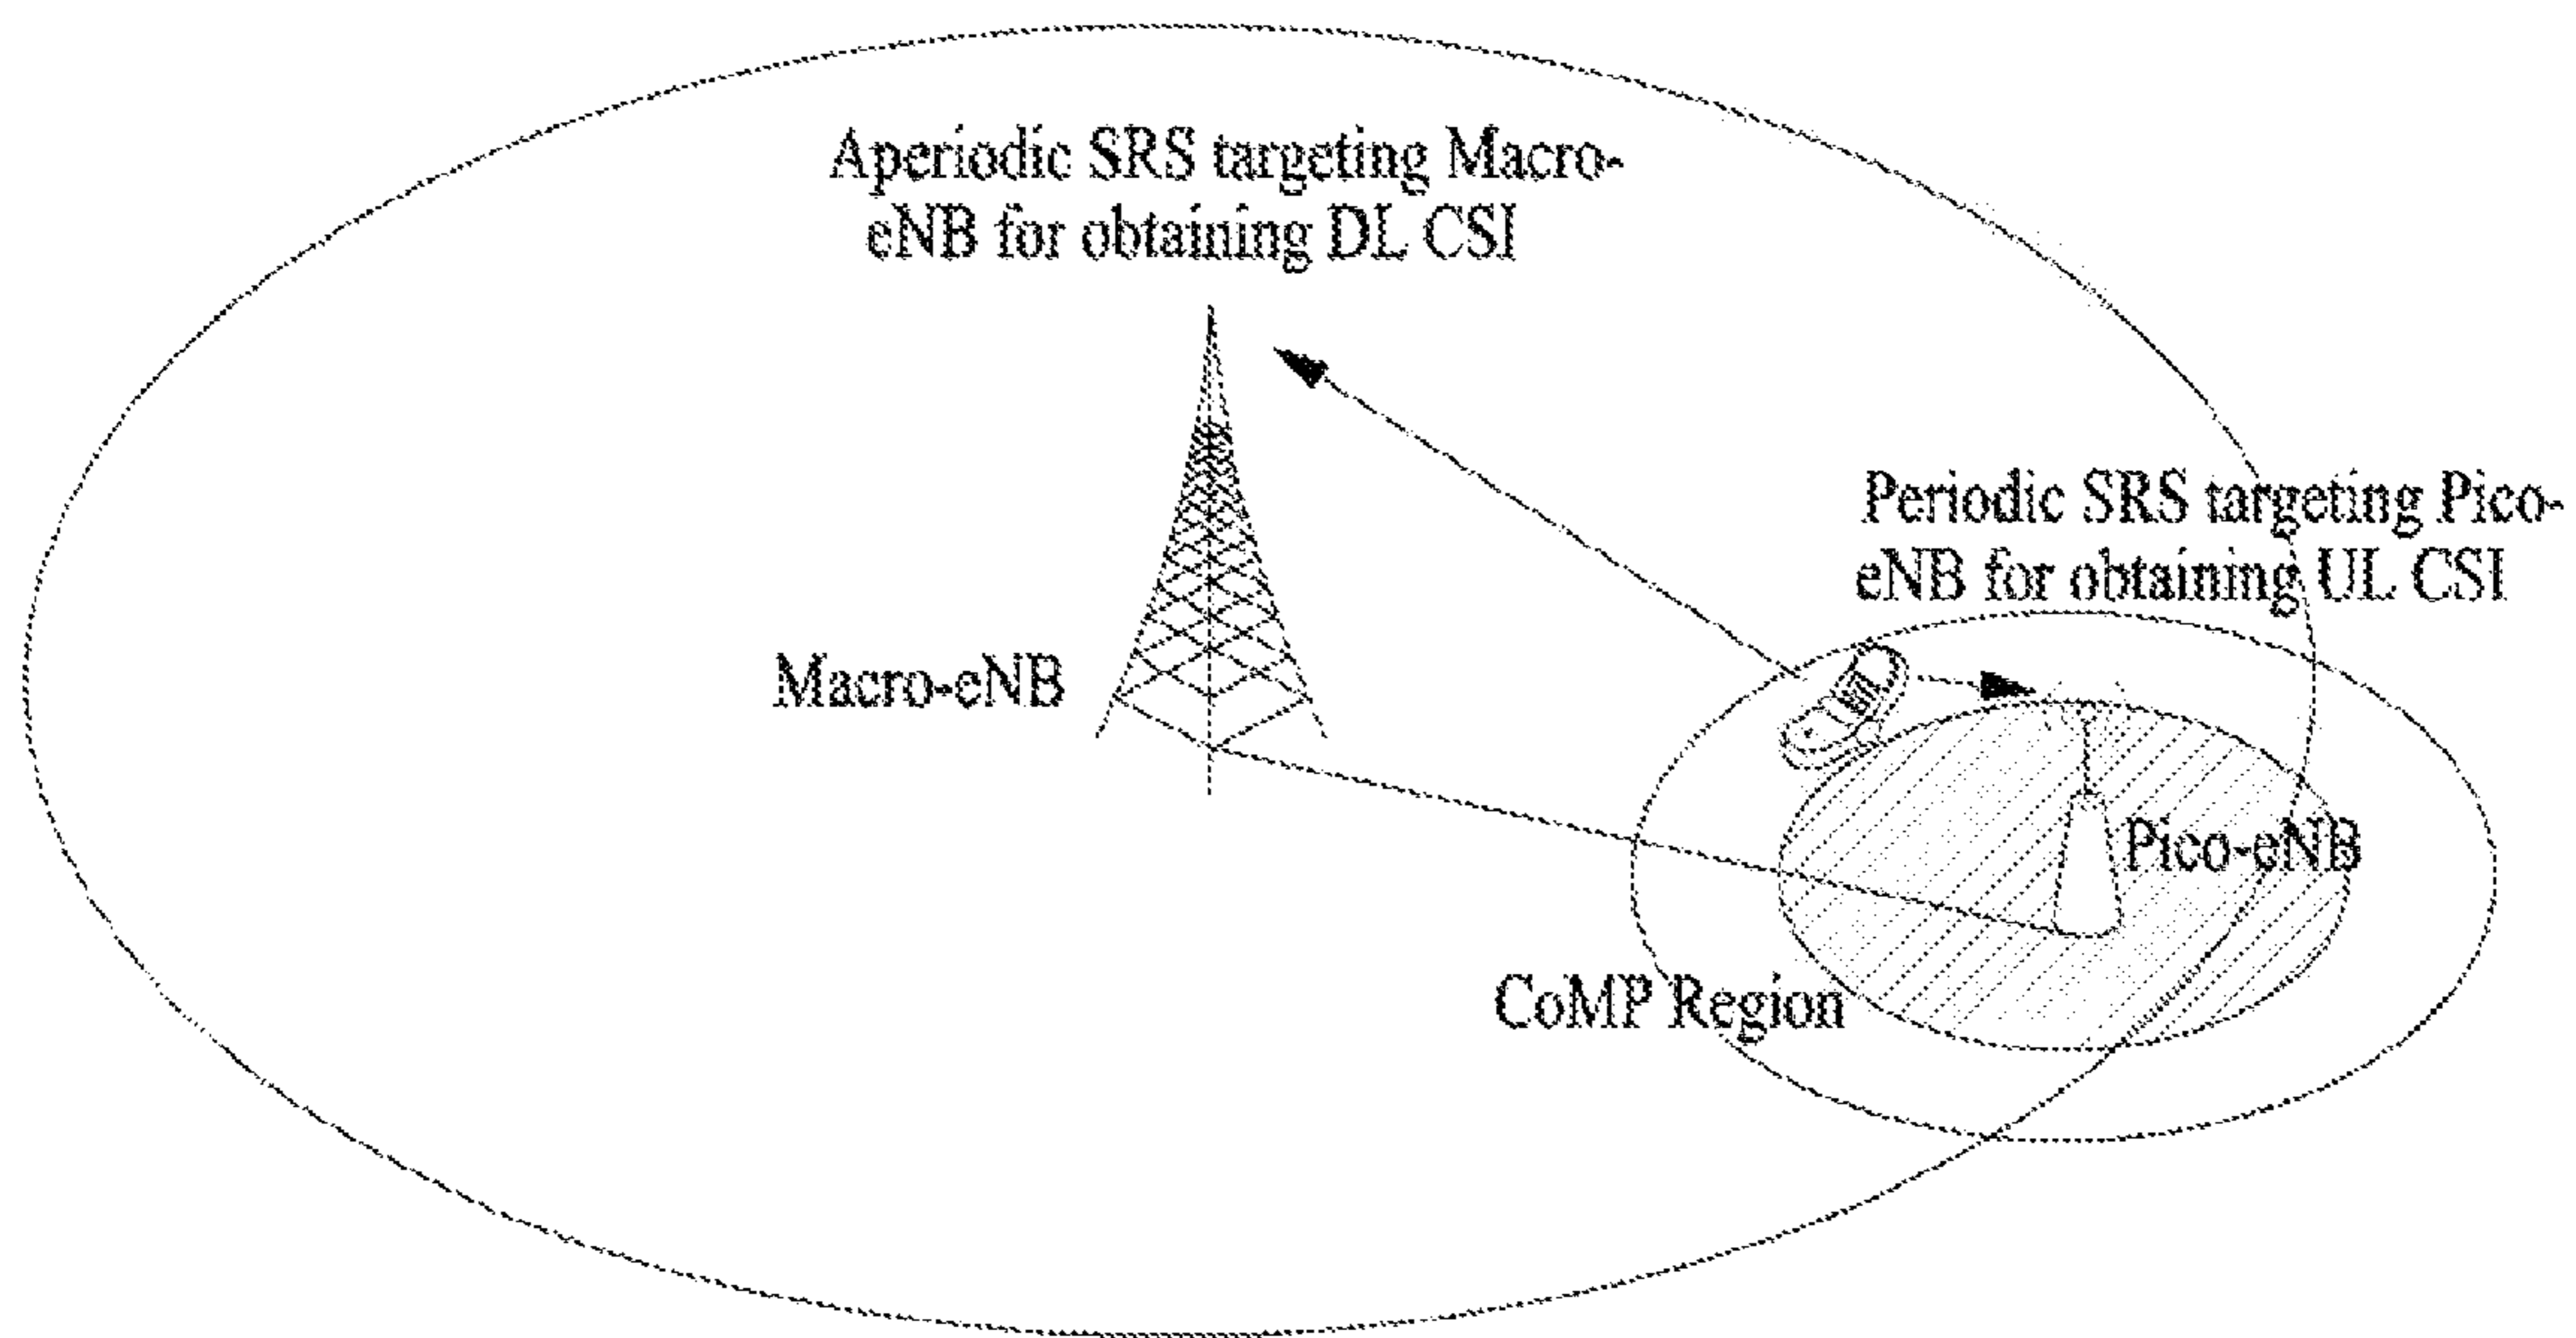 Aperiodic SRS targeting Macro-
eNB for obtaining DL CSI
Periodic SRS targeting Pico-
eNB for obtaining UL CSI
Macro-eNB
Pico-eNB
CoMP Region